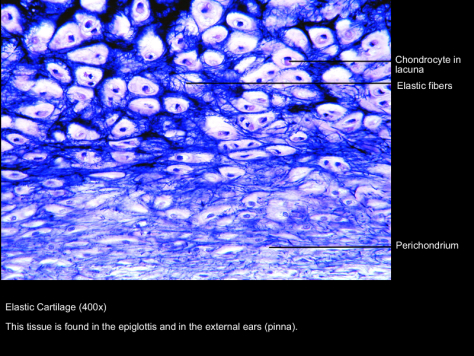 Chondrocyte in
lacuna
Elastic fibers
Perichondrium
Elastic Cartilage (400x)
This tissue is found in the epiglottis and in the external ears (pinna).